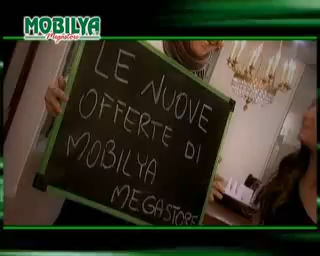 MOBILYA
Megastore
LE NUOVE
OFFERTE DI
MOBILYA
MEGASTORE